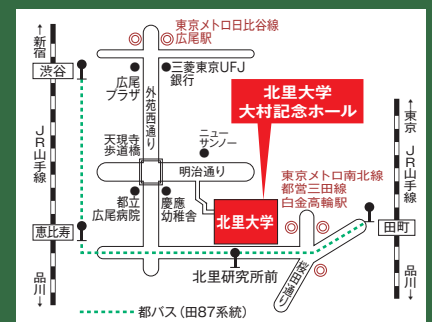 東京メトロ日比谷線
広尾駅
←新宿
渋谷
広尾
プラザ
三菱東京UFJ
銀行
外苑西通り
北里大学
大村記念ホール
ニュー
サンノー
天現寺
歩道橋
明治通り
JR山手線
←東京
東京メトロ南北線
都営三田線
白金高輪駅
JR山手線
都立
広尾病院
慶應
幼稚舎
北里大学
恵比寿
田町
北里研究所前
桜田通り
品川→
品川→
都バス（田87系統）